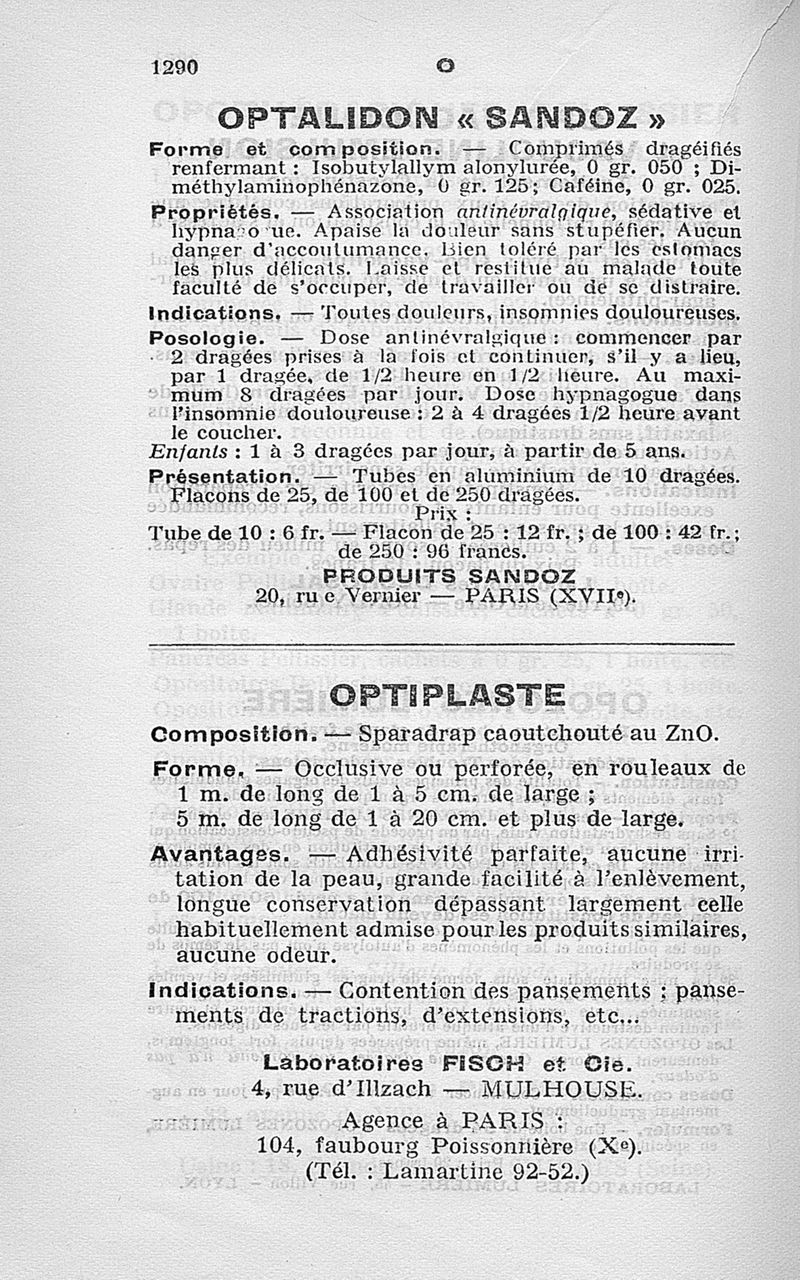 1290
O
OPTALIDON « SANDOZ »
Forme et composition. — Comprimés dragéifiés
renfermant : Isobutylallym alonylurée, 0 gr. 050 ; Di-
méthylaminophénazone, 0 gr. 125 ; Caféine, 0 gr. 025.
Propriétés. — Association antinévralgique, sédative et
hypna o ue. Apaise la douleur sans stupéfier. Aucun
danger d'accoutumance. Bien toléré par les estomacs
les plus délicats. Laisse et restitue au malade toute
faculté de s'occuper, de travailler ou de se distraire.
Indications. — Toutes douleurs, insomnies douloureuses.
Posologie. — Dose antinévralgique : commencer par
2 dragées prises à la fois et continuer, s'il y a lieu,
par 1 dragée, de 1/2 heure en 1/2 heure. Au maxi-
mum 8 dragées par jour. Dose hypnagogue dans
l'insomnie douloureuse : 2 à 4 dragées 1/2 heure avant
le coucher.
Enfants : 1 à 3 dragées par jour, à partir de 5 ans.
Présentation. — Tubes en aluminium de 10 dragées.
Flacons de 25, de 100 et de 250 dragées.
Prix :
Tube de 10 : 6 fr. — Flacon de 25 : 12 fr. ; de 100 : 42 fr. ;
de 250 : 96 francs.
PRODUITS SANDOZ
20, rue Vernier — PARIS (XVIIe).
OPTIPLASTE
Composition. — Sparadrap caoutchouté au ZnO.
Forme. — Occlusive ou perforée, en rouleaux de
1 m. de long de 1 à 5 cm. de large ;
5 m. de long de 1 à 20 cm. et plus de large.
Avantages. — Adhésivité parfaite, aucune irri-
tation de la peau, grande facilité à l'enlèvement,
longue conservation dépassant largement celle
habituellement admise pour les produits similaires,
aucune odeur.
Indications. — Contention des pansements ; panse-
ments de tractions, d'extensions, etc...
Laboratoires FISCH et Cie.
4, rue d'Illzach — MULHOUSE.
Agence à PARIS :
104, faubourg Poissonnière (Xe).
(Tél. : Lamartine 92-52.)